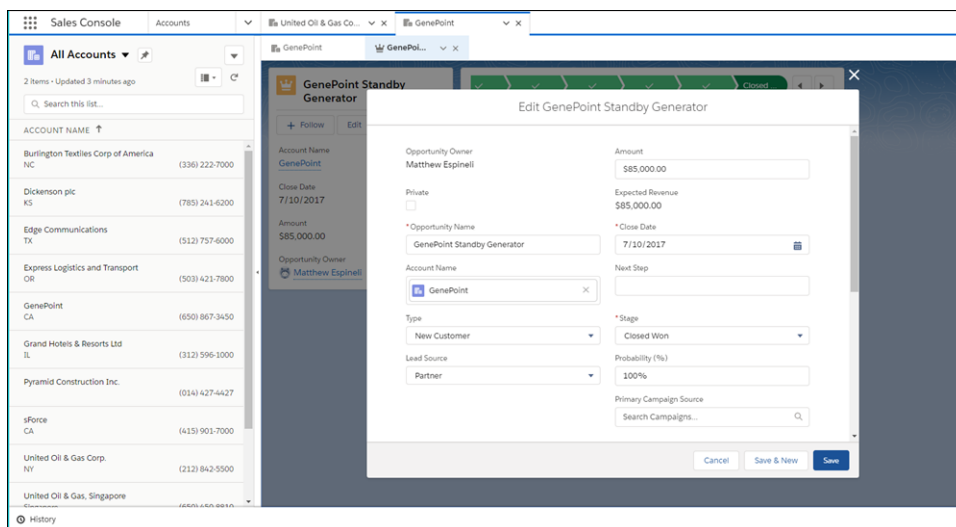 Sales Console
Accounts
United Oil & Gas Co...
GenePoint
All Accounts
2 items • Updated 3 minutes ago
Search this list...
ACCOUNT NAME
Burlington Textiles Corp of America
NC (336) 222-7000
Dickenson plc
KS (785) 241-6200
Edge Communications
TX (512) 757-6000
Express Logistics and Transport
OR (503) 421-7800
GenePoint
CA (650) 867-3450
Grand Hotels & Resorts Ltd
IL (312) 596-1000
Pyramid Construction Inc.
(014) 427-4427
sForce
CA (415) 901-7000
United Oil & Gas Corp.
NY (212) 842-5500
United Oil & Gas, Singapore
Singapore (650) 450-8810
History
GenePoint
GenePoi...
GenePoint Standby
Generator
+ Follow
Edit
Account Name
GenePoint
Close Date
7/10/2017
Amount
$85,000.00
Opportunity Owner
Matthew Espineli
Closed ...
Edit GenePoint Standby Generator
Opportunity Owner
Matthew Espineli
Amount
$85,000.00
Private
Expected Revenue
$85,000.00
*Opportunity Name
GenePoint Standby Generator
*Close Date
7/10/2017
Account Name
GenePoint
Next Step
Type
New Customer
*Stage
Closed Won
Lead Source
Partner
Probability (%)
100%
Primary Campaign Source
Search Campaigns...
Cancel
Save & New
Save